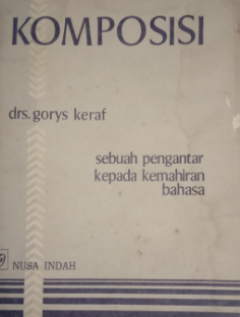 KOMPOSISI
drs. gorys keraf
sebuah pengantar
kepada kemahiran
bahasa
NUSA INDAH